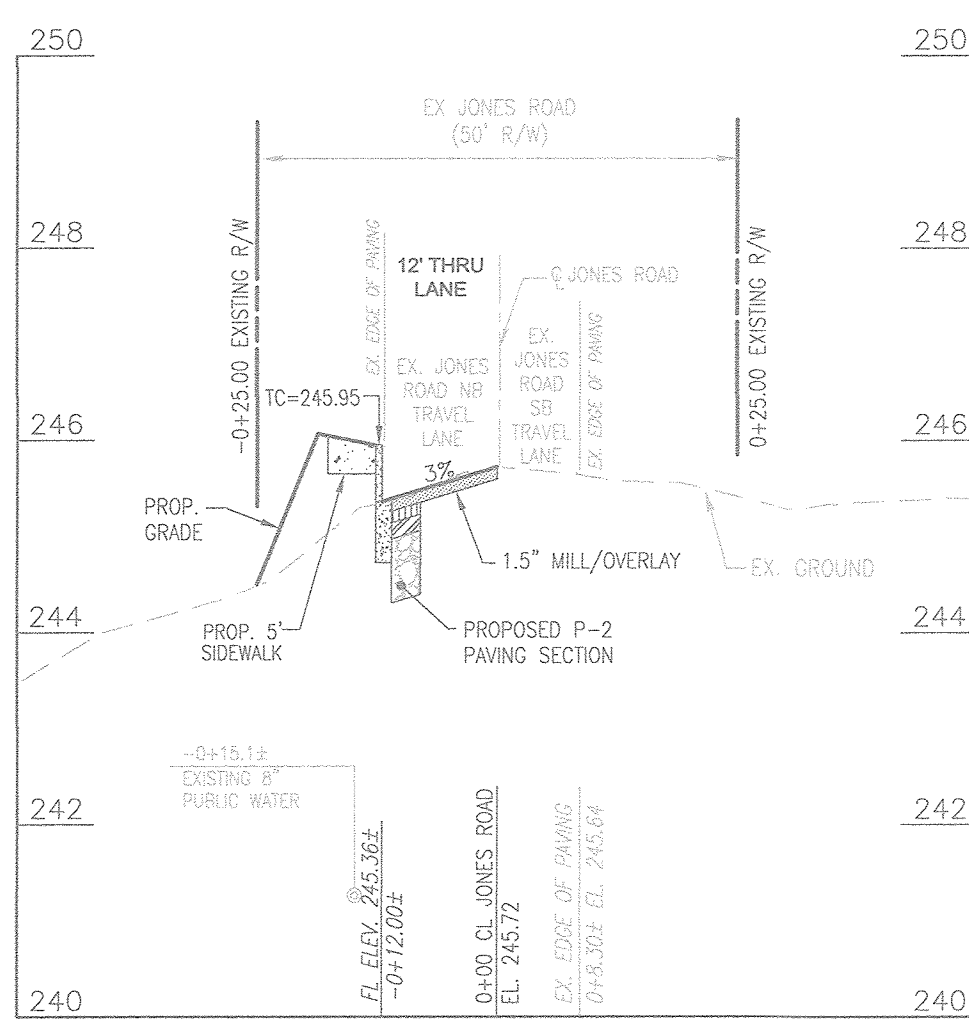 250
250
EX JONES ROAD
(50' R/W)
248
248
-0+25.00 EXISTING R/W
EX. EDGE OF PAVING
12' THRU
LANE
℄ JONES ROAD
EX.
JONES
ROAD
SB
TRAVEL
LANE
EX. EDGE OF PAVING
0+25.00 EXISTING R/W
EX. JONES
ROAD NB
TRAVEL
LANE
TC=245.95
246
246
3%
PROP.
GRADE
1.5" MILL/OVERLAY
EX. GROUND
244
244
PROP. 5'
SIDEWALK
PROPOSED P-2
PAVING SECTION
-0+15.1±
EXISTING 8"
PUBLIC WATER
242
242
FL ELEV. 245.36±
-0+12.00±
0+00 CL JONES ROAD
EL. 245.72
EX. EDGE OF PAVING
0+8.30± EL. 245.64
240
240